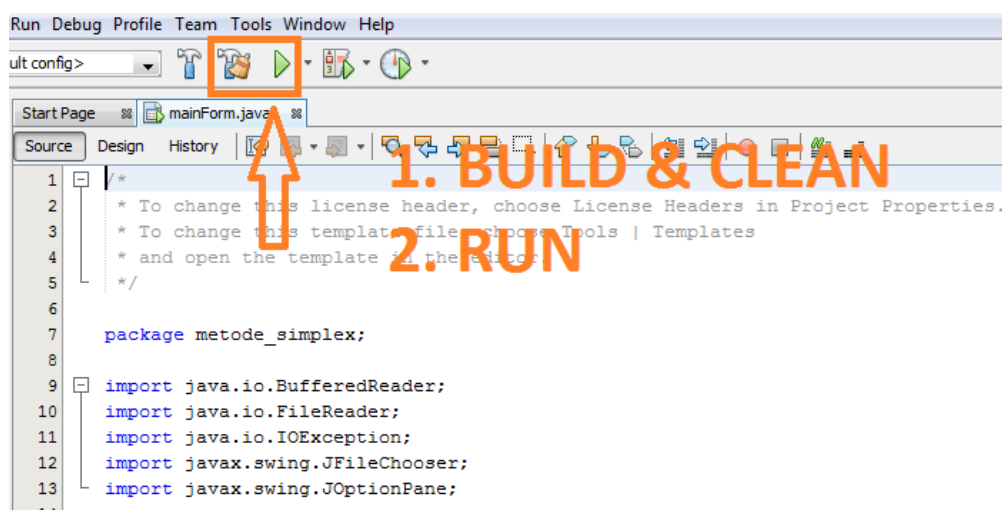 Run Debug Profile Team Tools Window Help
ult config>
Start Page mainForm.java
Source Design History
1. BUILD & CLEAN
2. RUN
1 /*
2 * To change this license header, choose License Headers in Project Properties.
3 * To change this template file, choose Tools | Templates
4 * and open the template in the editor.
5 */
6
7 package metode_simplex;
8
9 import java.io.BufferedReader;
10 import java.io.FileReader;
11 import java.io.IOException;
12 import javax.swing.JFileChooser;
13 import javax.swing.JOptionPane;